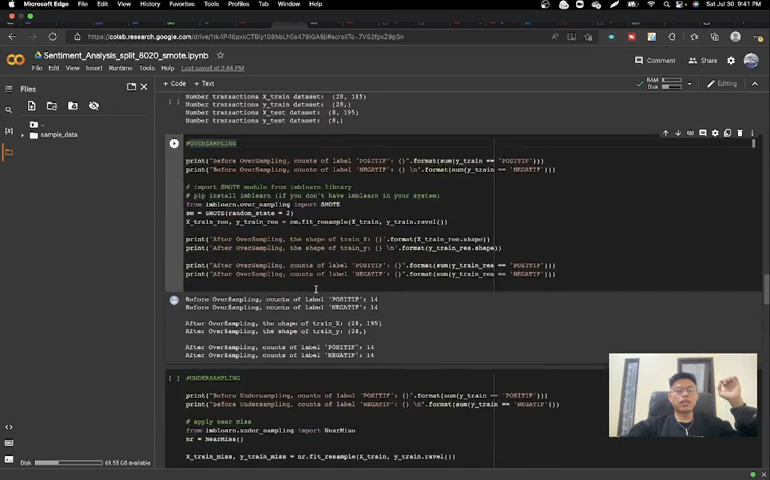 Microsoft Edge File Edit View History Favorites Tools Profiles Tab Window Help
Sat Jul 30 9:41 PM
Sentiment_Analysis_split_8020_smote.ipynb
Comment
Share
File Edit View Insert Runtime Tools Help Last saved at 3:44 PM
Files
+ Code + Text
RAM
Disk
Editing
Number transactions X_train dataset: (28, 195)
Number transactions y_train dataset: (28,)
Number transactions X_test dataset: (8, 195)
Number transactions y_test dataset: (8,)
..
sample_data
#OVERSAMPLING
print("Before OverSampling, counts of label 'POSITIF': {}".format(sum(y_train == 'POSITIF')))
print("Before OverSampling, counts of label 'NEGATIF': {} \n".format(sum(y_train == 'NEGATIF')))
# import SMOTE module from imblearn library
# pip install imblearn (if you don't have imblearn in your system)
from imblearn.over_sampling import SMOTE
sm = SMOTE(random_state = 2)
X_train_res, y_train_res = sm.fit_resample(X_train, y_train.ravel())
print('After OverSampling, the shape of train_X: {}'.format(X_train_res.shape))
print('After OverSampling, the shape of train_y: {} \n'.format(y_train_res.shape))
print("After OverSampling, counts of label 'POSITIF': {}".format(sum(y_train_res == 'POSITIF')))
print("After OverSampling, counts of label 'NEGATIF': {}".format(sum(y_train_res == 'NEGATIF')))
Before OverSampling, counts of label 'POSITIF': 14
Before OverSampling, counts of label 'NEGATIF': 14
After OverSampling, the shape of train_X: (28, 195)
After OverSampling, the shape of train_y: (28,)
After OverSampling, counts of label 'POSITIF': 14
After OverSampling, counts of label 'NEGATIF': 14
#UNDERSAMPLING
print("Before Undersampling, counts of label 'POSITIF': {}".format(sum(y_train == 'POSITIF')))
print("Before Undersampling, counts of label 'NEGATIF': {} \n".format(sum(y_train == 'NEGATIF')))
# apply near miss
from imblearn.under_sampling import NearMiss
nr = NearMiss()
X_train_miss, y_train_miss = nr.fit_resample(X_train, y_train.ravel())
Disk
69.55 GB available